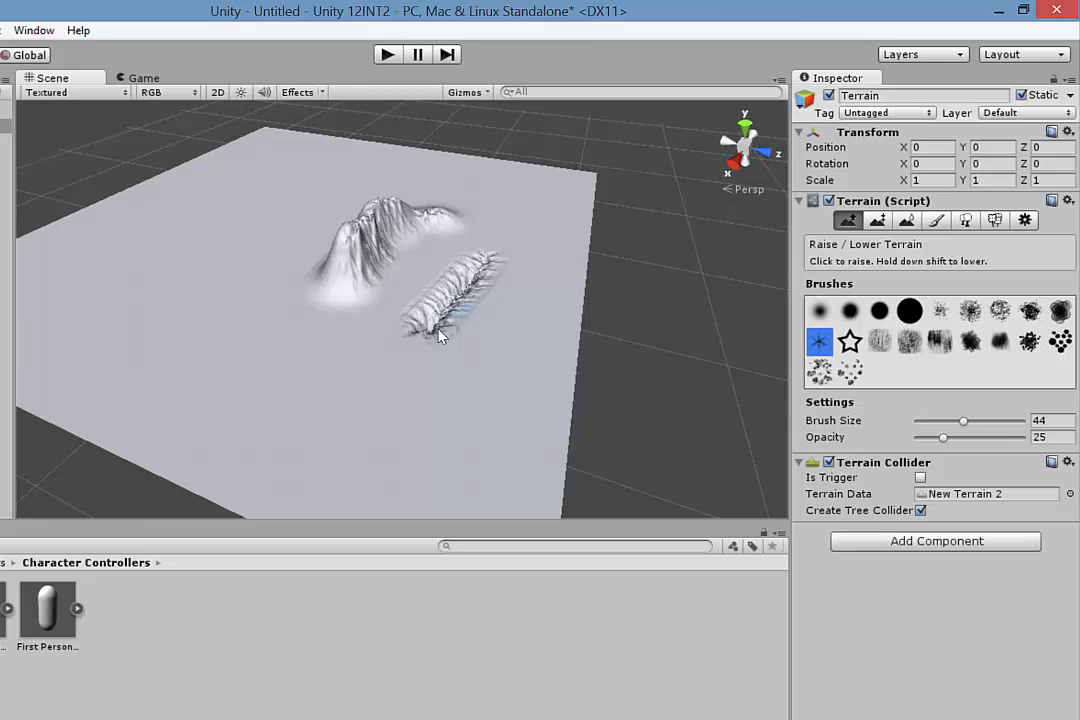 Unity - Untitled - Unity 12INT2 - PC, Mac & Linux Standalone* <DX11>
Window Help
Global
Layers
Layout
Scene
Game
Inspector
Textured
RGB
2D
Effects
Gizmos
All
Terrain
Static
Tag
Untagged
Layer
Default
Transform
Position X 0 Y 0 Z 0
Rotation X 0 Y 0 Z 0
Scale X 1 Y 1 Z 1
y
z
x
Persp
Terrain (Script)
Raise / Lower Terrain
Click to raise. Hold down shift to lower.
Brushes
Settings
Brush Size 44
Opacity 25
Terrain Collider
Is Trigger
Terrain Data New Terrain 2
Create Tree Collider
Add Component
Character Controllers
First Person...